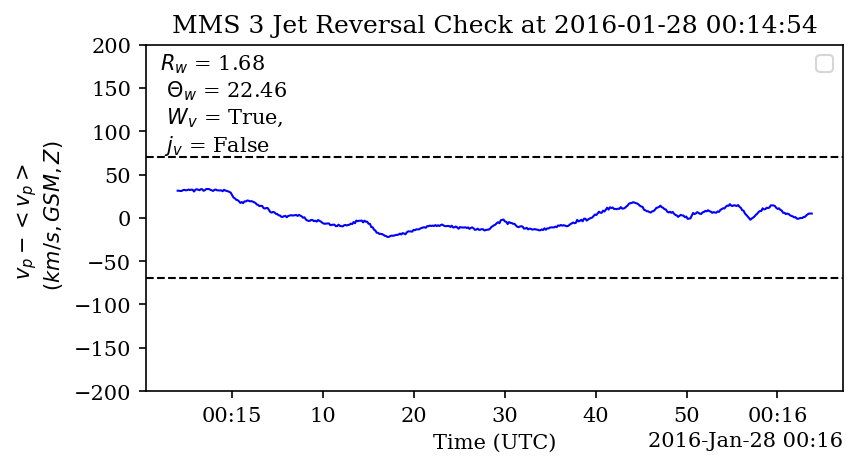 MMS 3 Jet Reversal Check at 2016-01-28 00:14:54
200
150
100
50
0
−50
−100
−150
−200
v_p − < v_p >
(km/s, GSM, Z)
R_w = 1.68
Θ_w = 22.46
W_v = True,
j_v = False
00:15 10 20 30 40 50 00:16
Time (UTC)
2016-Jan-28 00:16